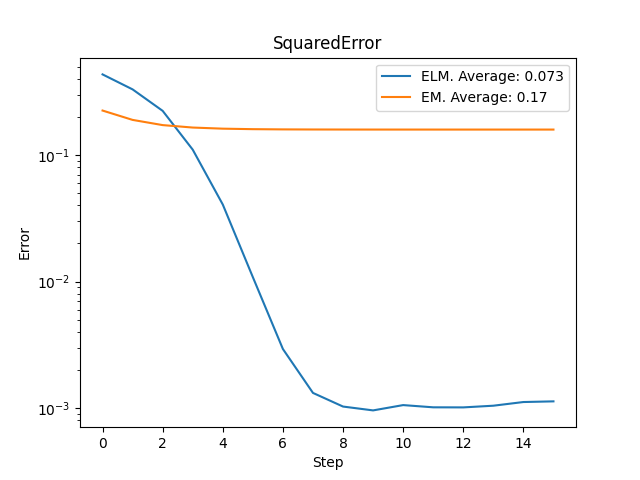 SquaredError
ELM. Average: 0.073
EM. Average: 0.17
Error
10⁻¹
10⁻²
10⁻³
0 2 4 6 8 10 12 14
Step